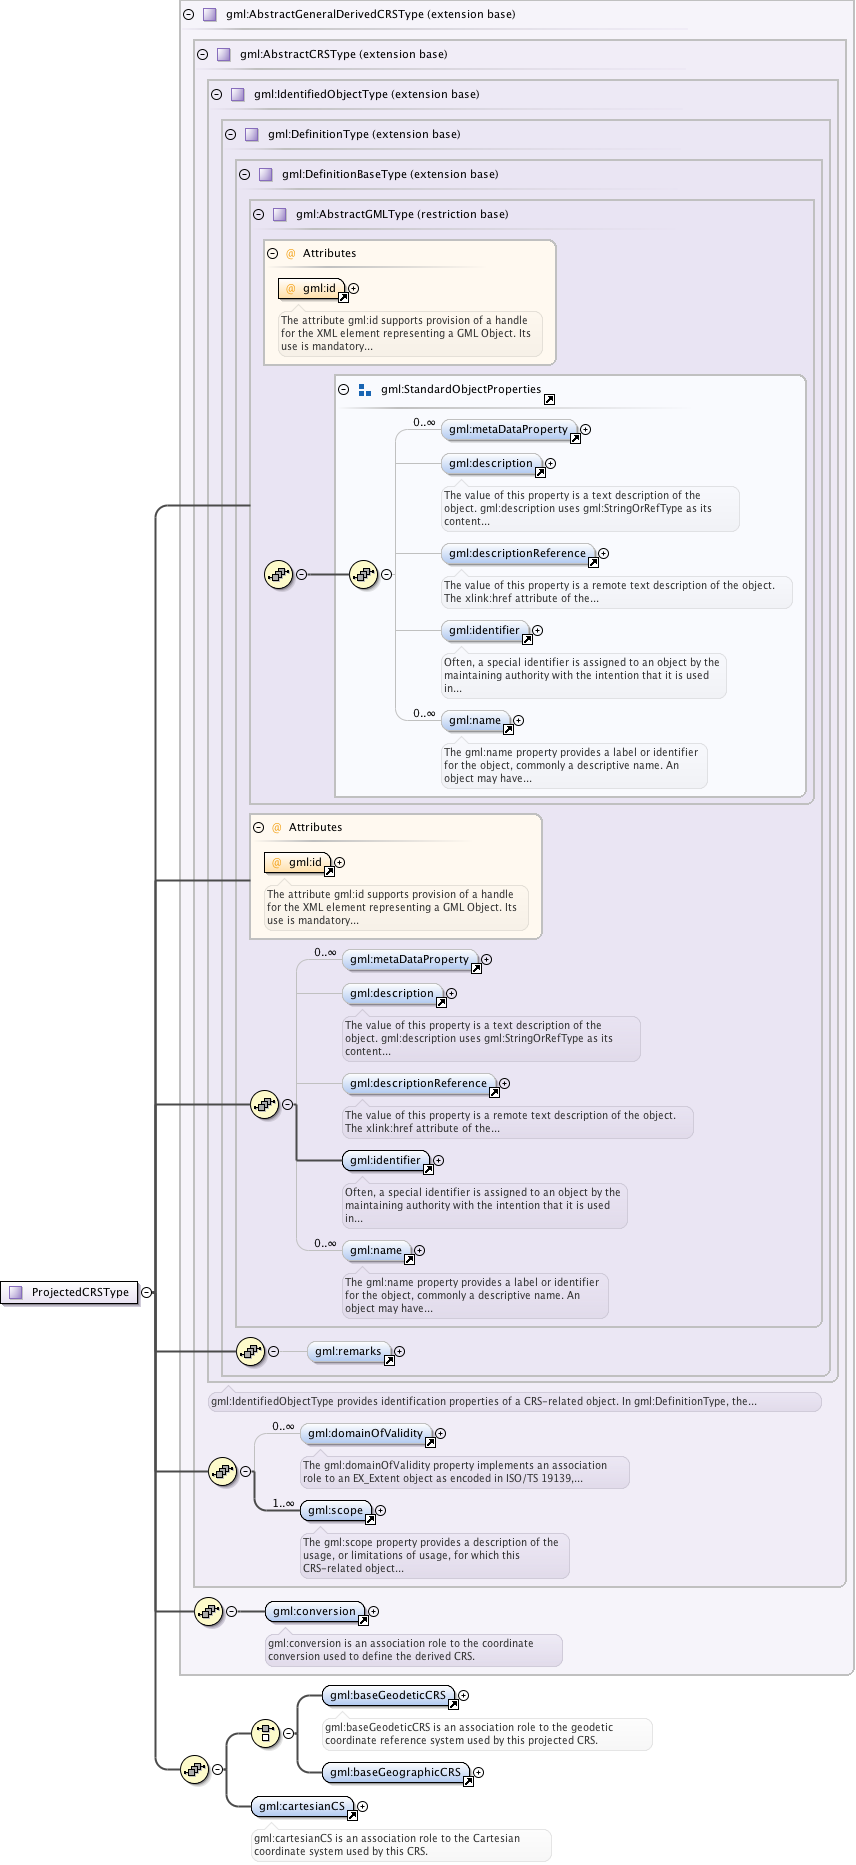 gml:AbstractGeneralDerivedCRSType (extension base)
gml:AbstractCRSType (extension base)
gml:IdentifiedObjectType (extension base)
gml:DefinitionType (extension base)
gml:DefinitionBaseType (extension base)
gml:AbstractGMLType (restriction base)
@ Attributes
@ gml:id
The attribute gml:id supports provision of a handle
for the XML element representing a GML Object. Its
use is mandatory...
gml:StandardObjectProperties
0..∞
gml:metaDataProperty
gml:description
The value of this property is a text description of the
object. gml:description uses gml:StringOrRefType as its
content...
gml:descriptionReference
The value of this property is a remote text description of the object.
The xlink:href attribute of the...
gml:identifier
Often, a special identifier is assigned to an object by the
maintaining authority with the intention that it is used
in...
0..∞
gml:name
The gml:name property provides a label or identifier
for the object, commonly a descriptive name. An
object may have...
@ Attributes
@ gml:id
The attribute gml:id supports provision of a handle
for the XML element representing a GML Object. Its
use is mandatory...
0..∞
gml:metaDataProperty
gml:description
The value of this property is a text description of the
object. gml:description uses gml:StringOrRefType as its
content...
gml:descriptionReference
The value of this property is a remote text description of the object.
The xlink:href attribute of the...
gml:identifier
Often, a special identifier is assigned to an object by the
maintaining authority with the intention that it is used
in...
0..∞
gml:name
The gml:name property provides a label or identifier
for the object, commonly a descriptive name. An
object may have...
ProjectedCRSType
gml:remarks
gml:IdentifiedObjectType provides identification properties of a CRS-related object. In gml:DefinitionType, the...
0..∞
gml:domainOfValidity
The gml:domainOfValidity property implements an association
role to an EX_Extent object as encoded in ISO/TS 19139,...
1..∞
gml:scope
The gml:scope property provides a description of the
usage, or limitations of usage, for which this
CRS-related object...
gml:conversion
gml:conversion is an association role to the coordinate
conversion used to define the derived CRS.
gml:baseGeodeticCRS
gml:baseGeodeticCRS is an association role to the geodetic
coordinate reference system used by this projected CRS.
gml:baseGeographicCRS
gml:cartesianCS
gml:cartesianCS is an association role to the Cartesian
coordinate system used by this CRS.